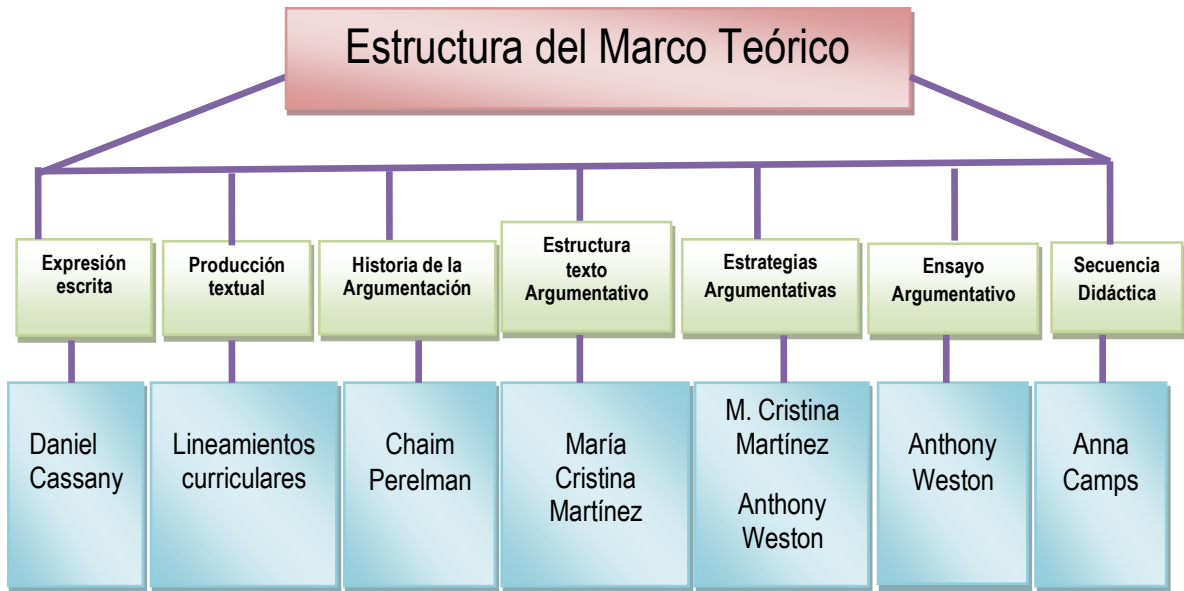 Estructura del Marco Teórico
Expresión
escrita
Producción
textual
Historia de la
Argumentación
Estructura
texto
Argumentativo
Estrategias
Argumentativas
Ensayo
Argumentativo
Secuencia
Didáctica
Daniel
Cassany
Lineamientos
curriculares
Chaim
Perelman
María
Cristina
Martínez
M. Cristina
Martínez
Anthony
Weston
Anthony
Weston
Anna
Camps